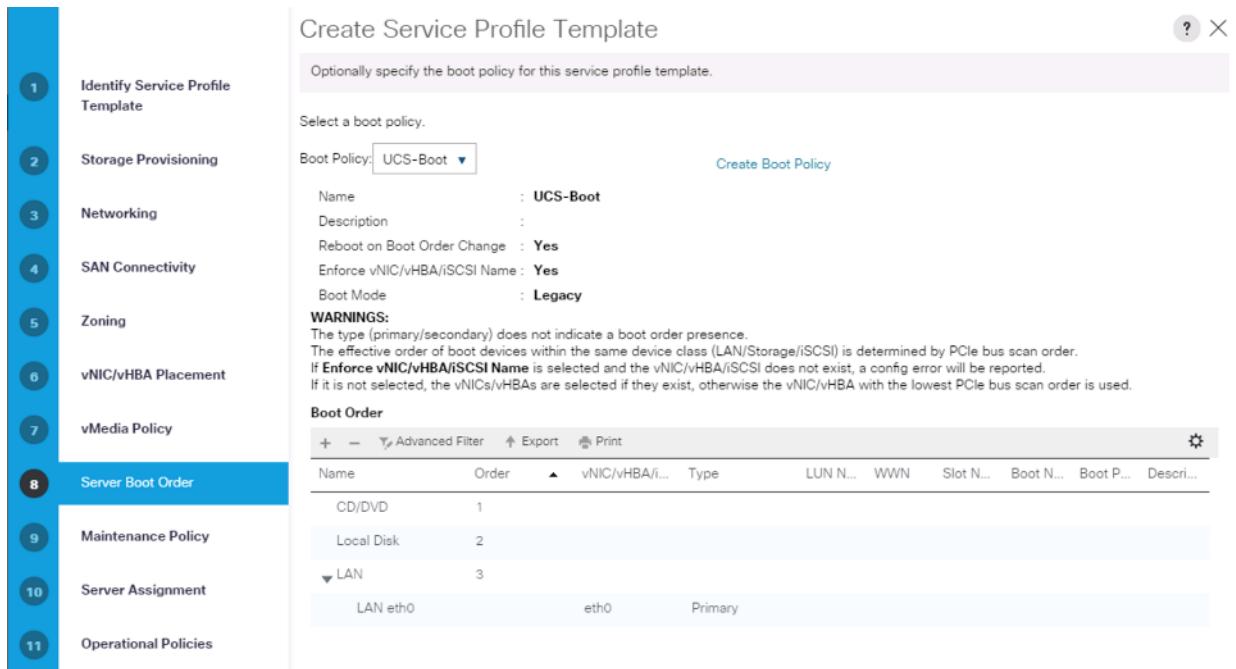 Create Service Profile Template
?
Optionally specify the boot policy for this service profile template.
1 Identify Service Profile
Template
2 Storage Provisioning
3 Networking
4 SAN Connectivity
5 Zoning
6 vNIC/vHBA Placement
7 vMedia Policy
8 Server Boot Order
9 Maintenance Policy
10 Server Assignment
11 Operational Policies
Select a boot policy.
Boot Policy: UCS-Boot ▼ Create Boot Policy
Name : UCS-Boot
Description :
Reboot on Boot Order Change : Yes
Enforce vNIC/vHBA/iSCSI Name : Yes
Boot Mode : Legacy
WARNINGS:
The type (primary/secondary) does not indicate a boot order presence.
The effective order of boot devices within the same device class (LAN/Storage/iSCSI) is determined by PCIe bus scan order.
If Enforce vNIC/vHBA/iSCSI Name is selected and the vNIC/vHBA/iSCSI does not exist, a config error will be reported.
If it is not selected, the vNICs/vHBAs are selected if they exist, otherwise the vNIC/vHBA with the lowest PCIe bus scan order is used.
Boot Order
+ − Advanced Filter Export Print
Name Order ▲ vNIC/vHBA/i... Type LUN N... WWN Slot N... Boot N... Boot P... Descri...
CD/DVD 1
Local Disk 2
LAN 3
LAN eth0 eth0 Primary